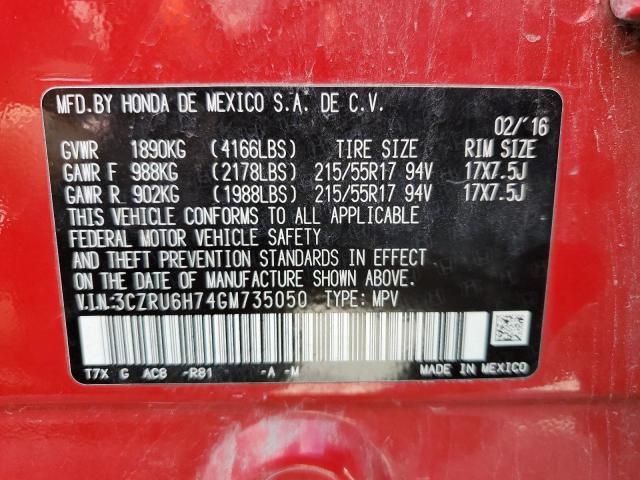 MFD.BY HONDA DE MEXICO S.A. DE C.V.
02/'16
GVWR 1890KG (4166LBS) TIRE SIZE RIM SIZE
GAWR F 988KG (2178LBS) 215/55R17 94V 17X7.5J
GAWR R 902KG (1988LBS) 215/55R17 94V 17X7.5J
THIS VEHICLE CONFORMS TO ALL APPLICABLE
FEDERAL MOTOR VEHICLE SAFETY
AND THEFT PREVENTION STANDARDS IN EFFECT
ON THE DATE OF MANUFACTURE SHOWN ABOVE.
V.I.N.:3CZRU6H74GM735050 TYPE: MPV
T7X G AC8 -R81 -A -M MADE IN MEXICO